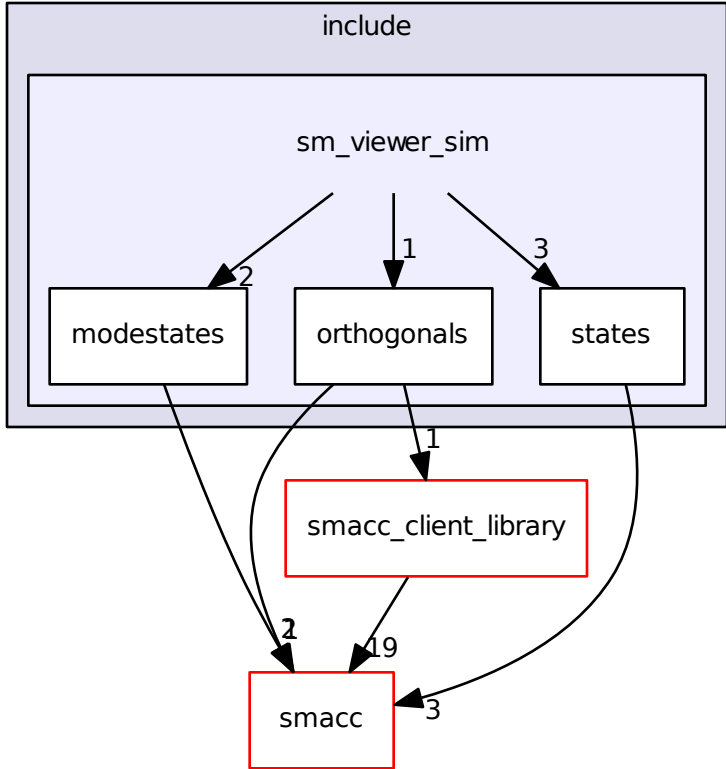 include
sm_viewer_sim
2
1
3
modestates
orthogonals
states
1
smacc_client_library
2
1
19
3
smacc